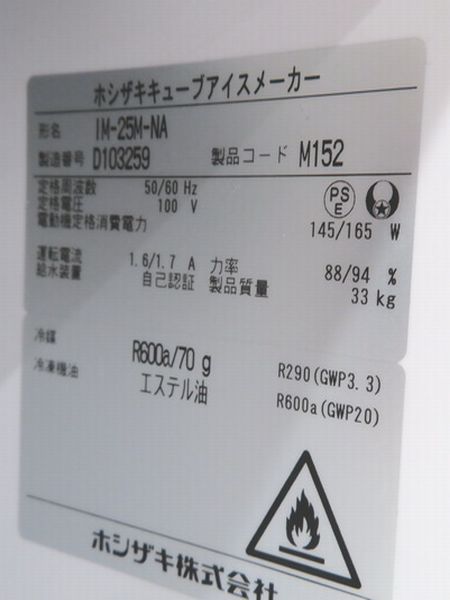 ホシザキキューブアイスメーカー
形名 IM-25M-NA
製造番号 D103259 製品コード M152
定格周波数 50/60 Hz
定格電圧 100 V
電動機定格消費電力 145/165 W
PS
E
運転電流 1.6/1.7 A 力率 88/94 %
給水装置 自己認証 製品質量 33 kg
冷媒 R600a/70 g R290(GWP3.3)
冷凍機油 エステル油 R600a(GWP20)
ホシザキ株式会社